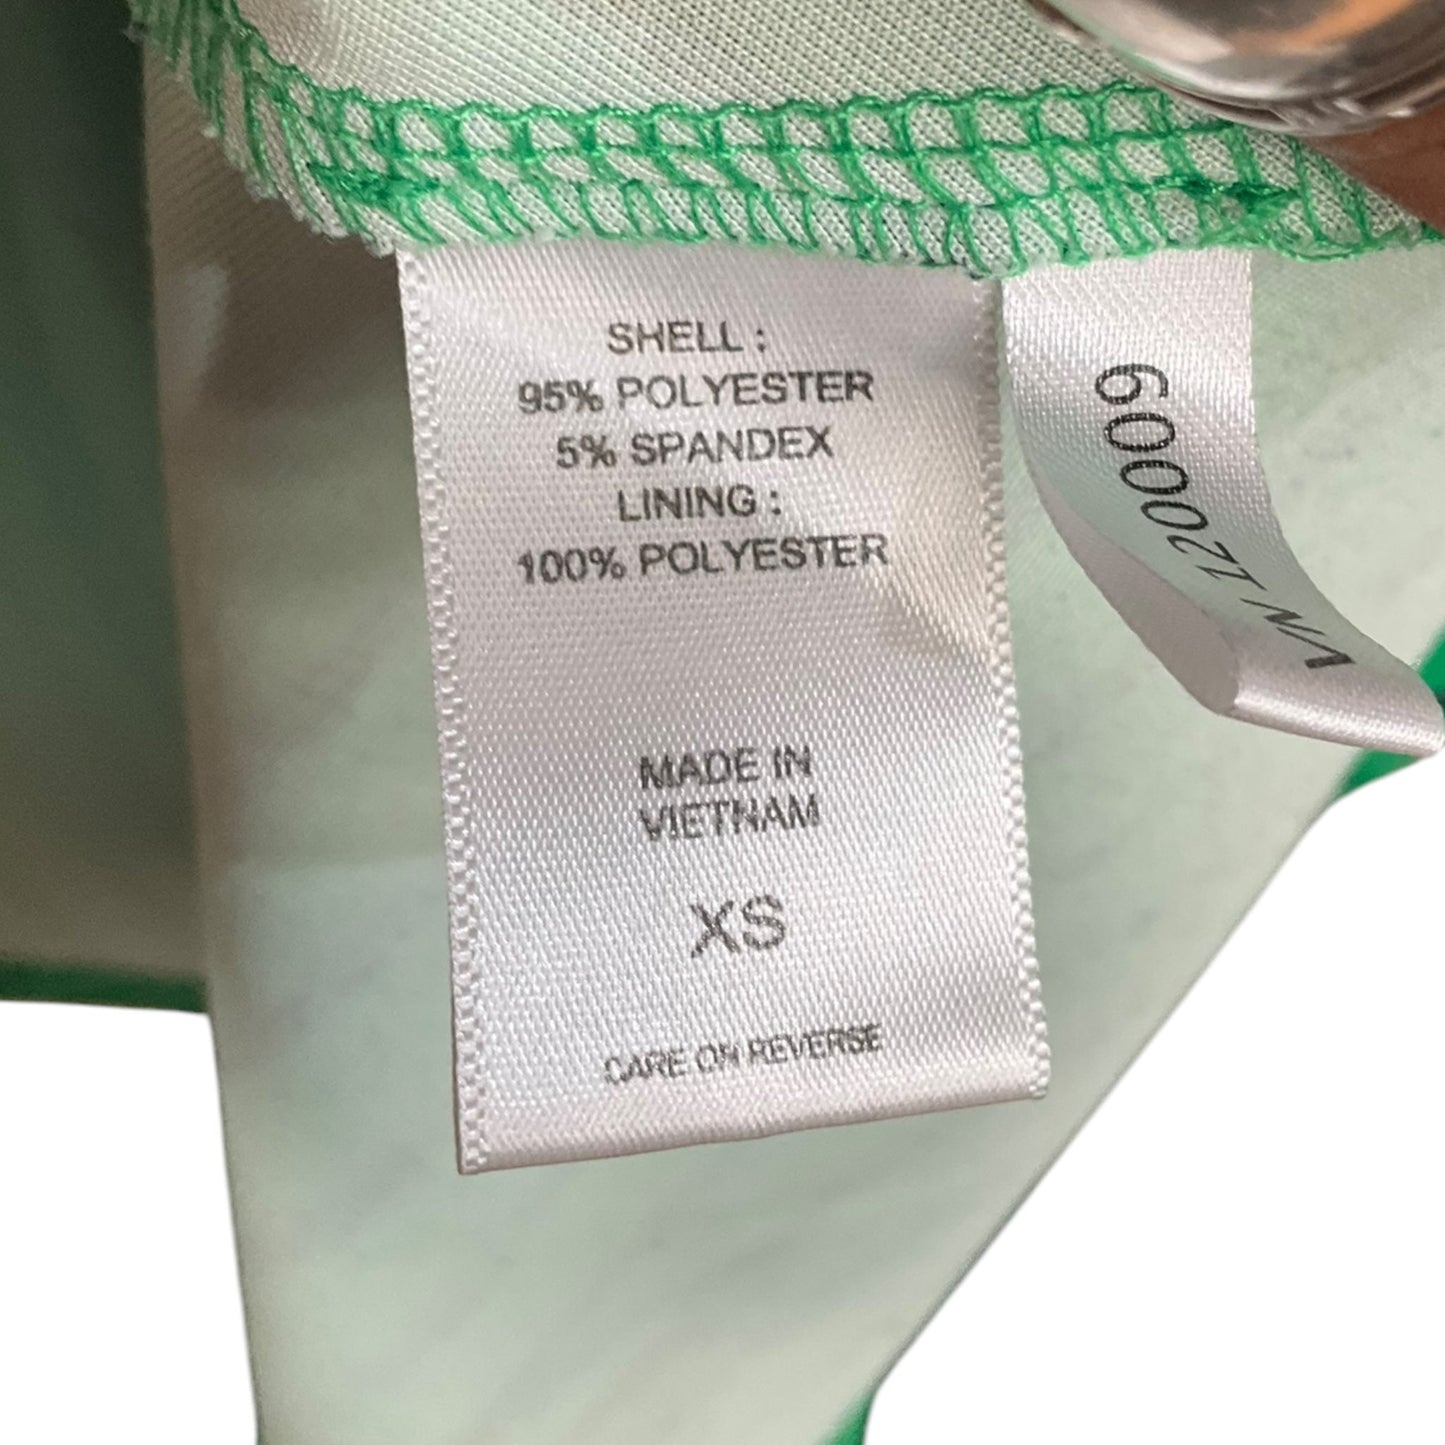 SHELL :
95% POLYESTER
5% SPANDEX
LINING :
100% POLYESTER
MADE IN
VIETNAM
XS
CARE ON REVERSE
VN 120009